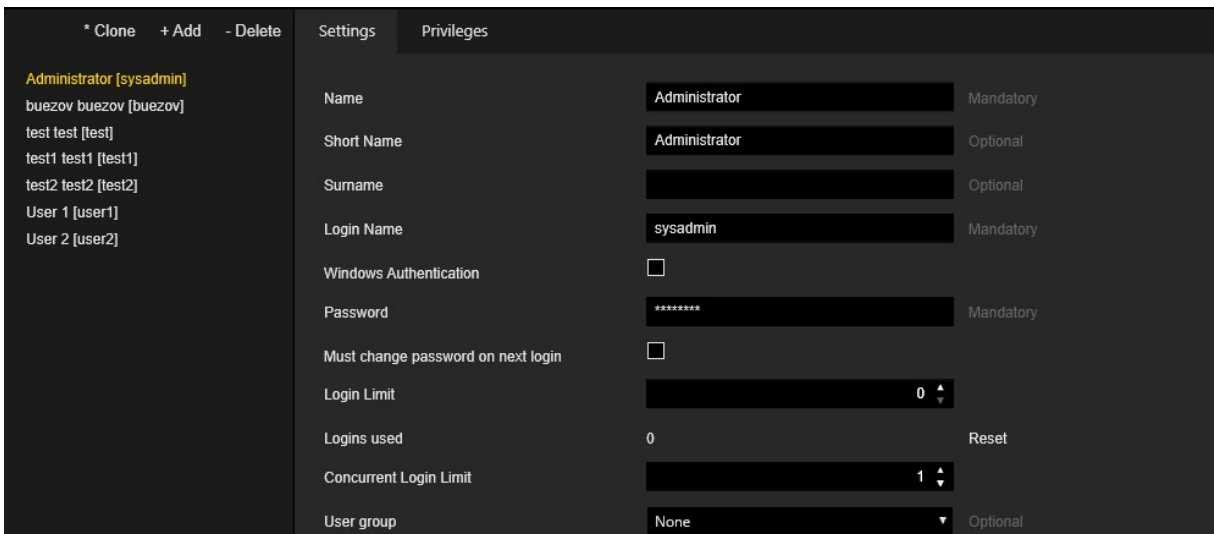 * Clone + Add - Delete
Settings Privileges
Administrator [sysadmin]
buezov buezov [buezov]
test test [test]
test1 test1 [test1]
test2 test2 [test2]
User 1 [user1]
User 2 [user2]
Name Administrator Mandatory
Short Name Administrator Optional
Surname Optional
Login Name sysadmin Mandatory
Windows Authentication
Password ******** Mandatory
Must change password on next login
Login Limit 0
Logins used 0 Reset
Concurrent Login Limit 1
User group None Optional